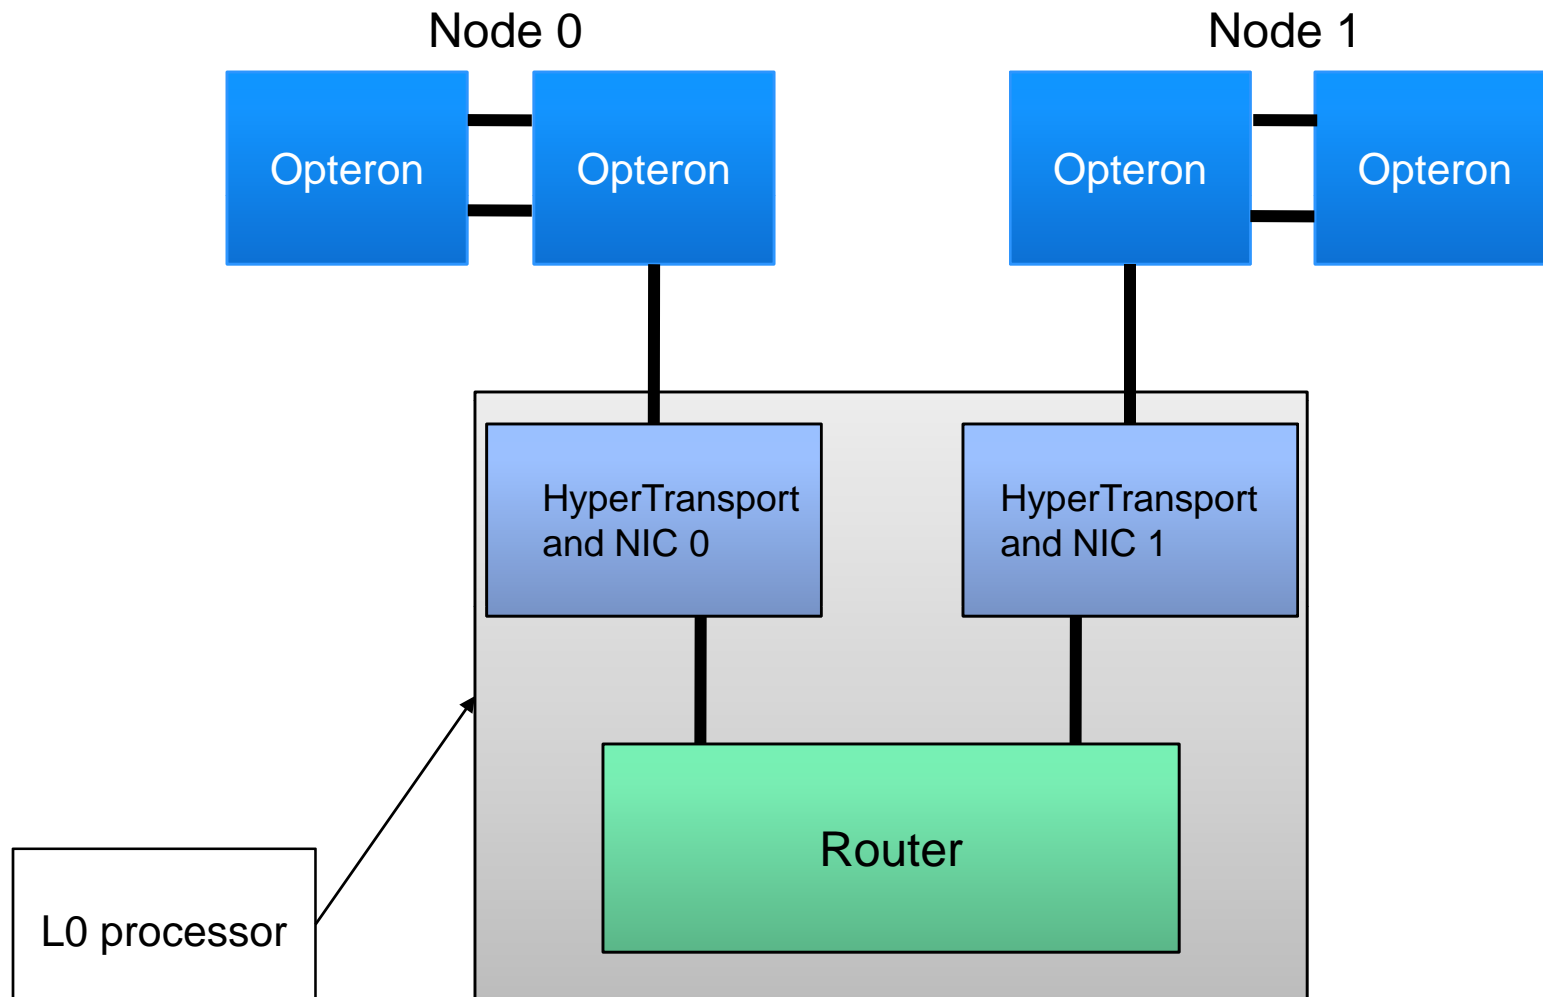 Node 0
Node 1
Opteron
Opteron
Opteron
Opteron
HyperTransport
and NIC 0
HyperTransport
and NIC 1
Router
L0 processor